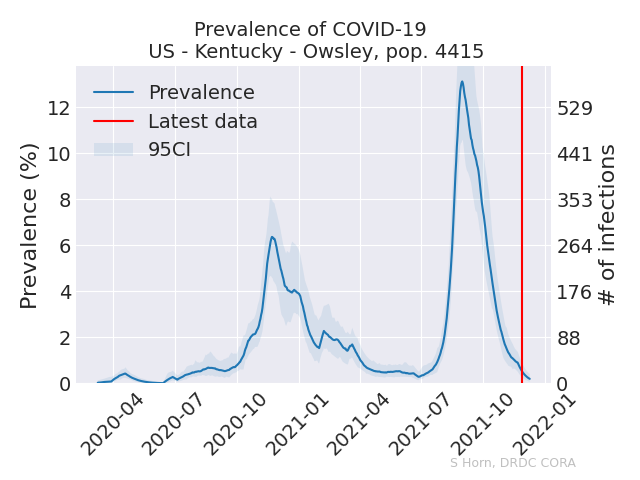 Prevalence of COVID-19
US - Kentucky - Owsley, pop. 4415
Prevalence
Latest data
95CI
Prevalence (%)
12
10
8
6
4
2
0
529
441
353
264
176
88
0
# of infections
2020-04
2020-07
2020-10
2021-01
2021-04
2021-07
2021-10
2022-01
S Horn, DRDC CORA